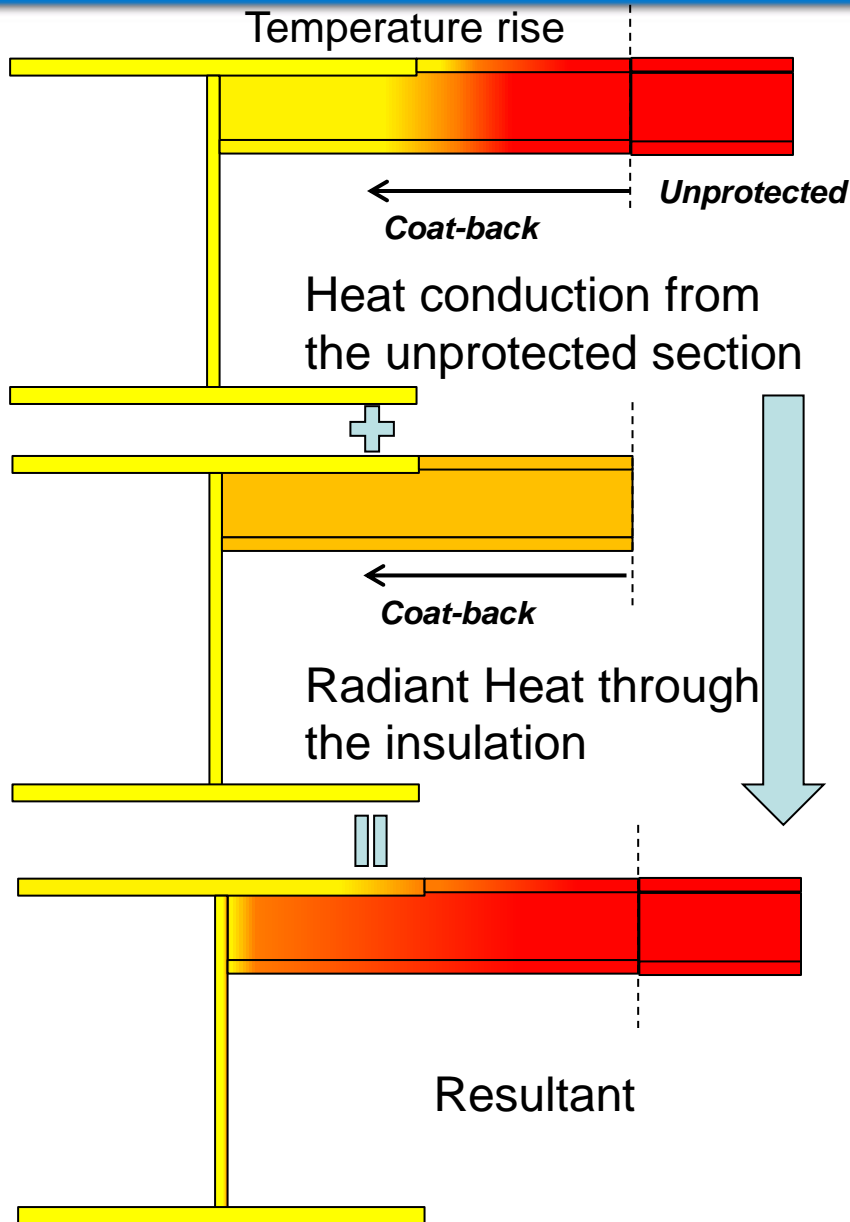 Temperature rise
Unprotected
Coat-back
Heat conduction from
the unprotected section
Coat-back
Radiant Heat through
the insulation
Resultant